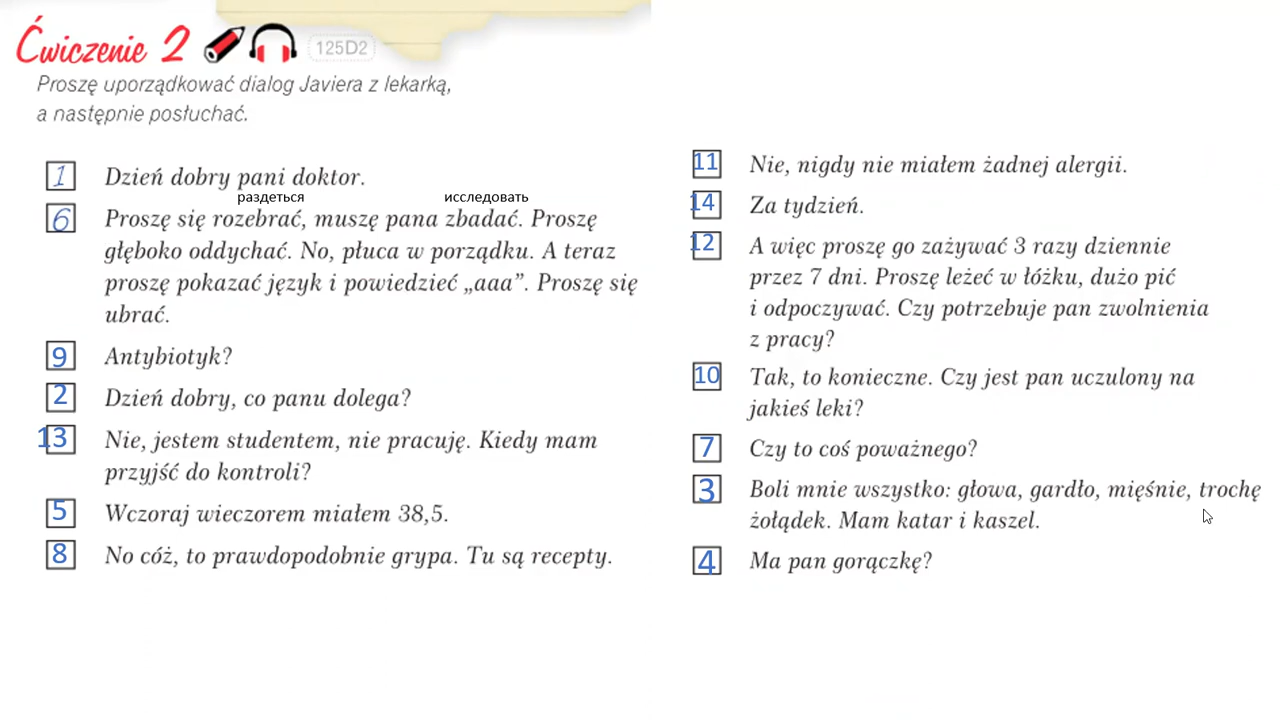 Ćwiczenie 2 125D2
Proszę uporządkować dialog Javiera z lekarką,
a następnie posłuchać.
1 Dzień dobry pani doktor.
раздеться исследовать
6 Proszę się rozebrać, muszę pana zbadać. Proszę
głęboko oddychać. No, płuca w porządku. A teraz
proszę pokazać język i powiedzieć „aaa”. Proszę się
ubrać.
9 Antybiotyk?
2 Dzień dobry, co panu dolega?
13 Nie, jestem studentem, nie pracuję. Kiedy mam
przyjść do kontroli?
5 Wczoraj wieczorem miałem 38,5.
8 No cóż, to prawdopodobnie grypa. Tu są recepty.
11 Nie, nigdy nie miałem żadnej alergii.
14 Za tydzień.
12 A więc proszę go zażywać 3 razy dziennie
przez 7 dni. Proszę leżeć w łóżku, dużo pić
i odpoczywać. Czy potrzebuje pan zwolnienia
z pracy?
10 Tak, to konieczne. Czy jest pan uczulony na
jakieś leki?
7 Czy to coś poważnego?
3 Boli mnie wszystko: głowa, gardło, mięśnie, trochę
żołądek. Mam katar i kaszel.
4 Ma pan gorączkę?